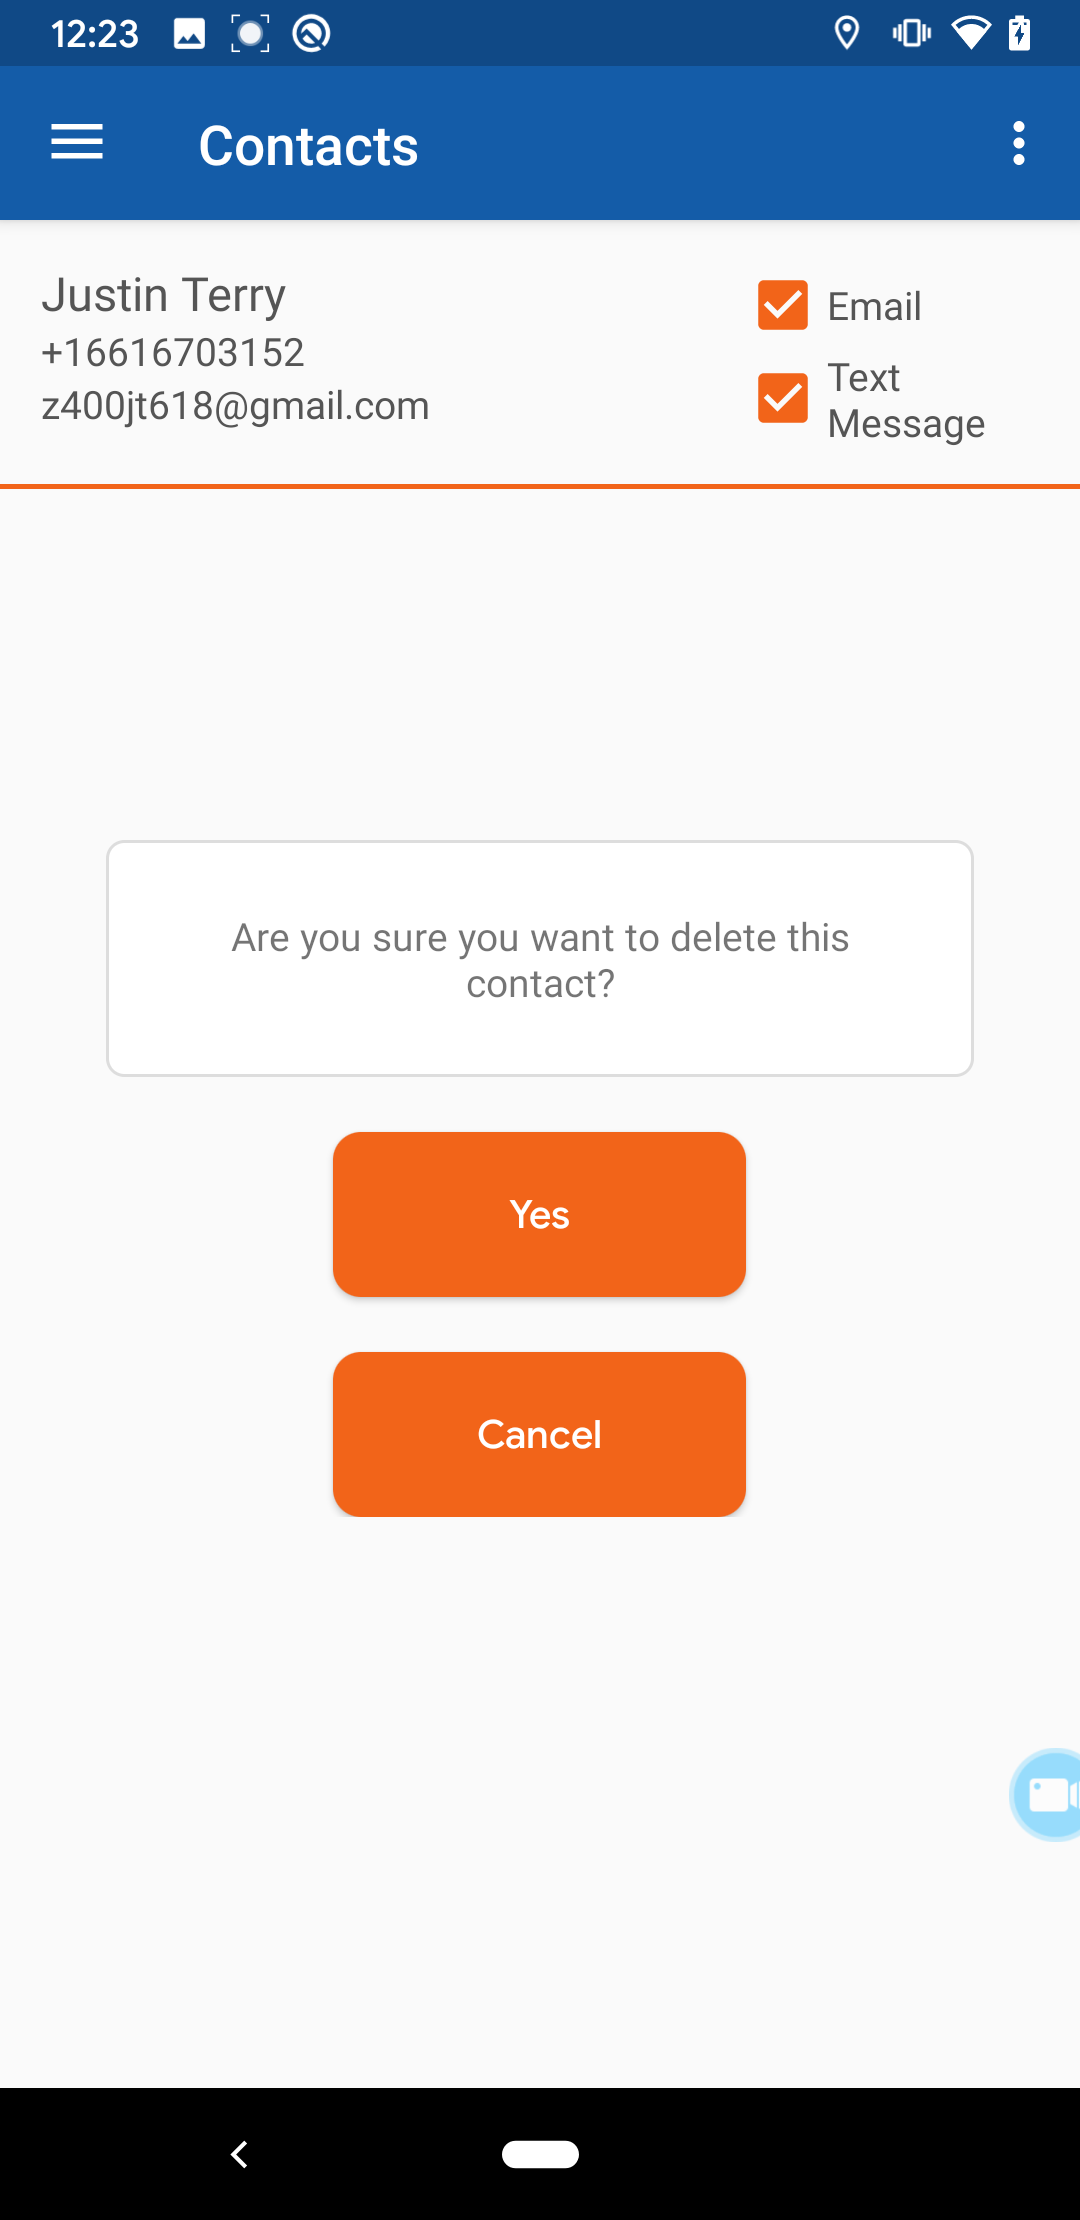 12:23
Contacts
Justin Terry
+16616703152
z400jt618@gmail.com
Email
Text
Message
Are you sure you want to delete this
contact?
Yes
Cancel